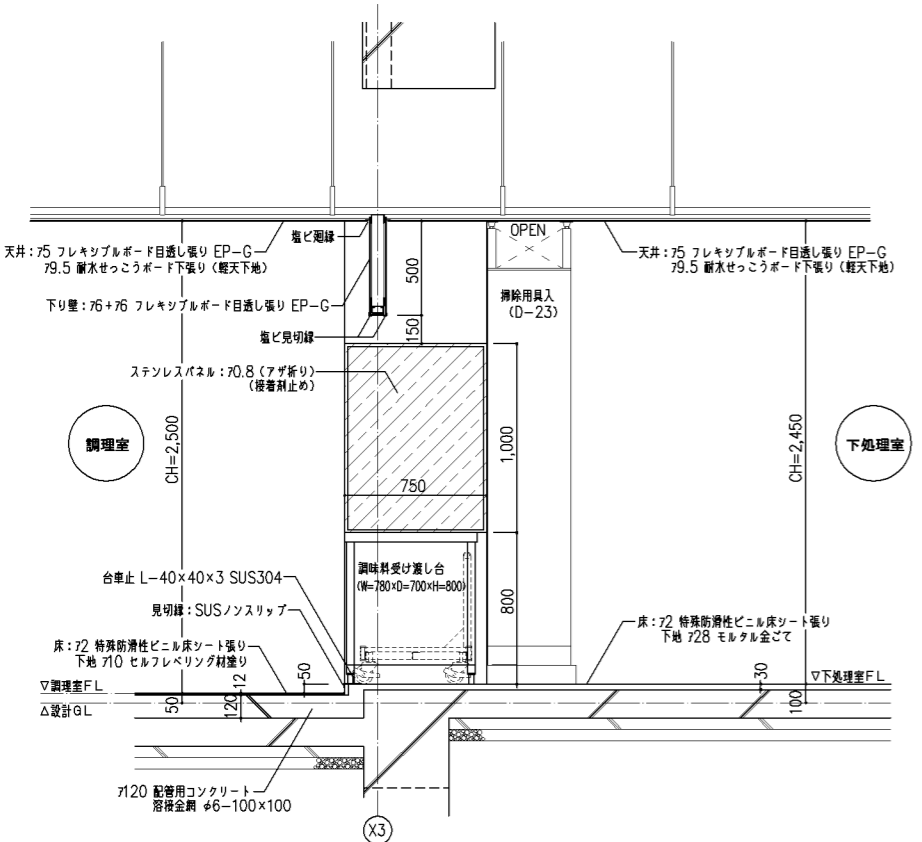 塩ビ廻縁
OPEN
天井：ｱ5 フレキシブルボード目透し張り EP-G
ｱ9.5 耐水せっこうボード下張り（軽天下地）
天井：ｱ5 フレキシブルボード目透し張り EP-G
ｱ9.5 耐水せっこうボード下張り（軽天下地）
500
掃除用具入
(D-23)
下り壁：ｱ6+ｱ6 フレキシブルボード目透し張り EP-G
塩ビ見切縁
150
ステンレスパネル：ｱ0.8（アザ折り）
（接着剤止め）
調理室
CH=2,500
1,000
CH=2,450
下処理室
750
調味料受け渡し台
(W=780×D=700×H=800)
800
台車止 L-40×40×3 SUS304
見切縁：SUSノンスリップ
床：ｱ2 特殊防滑性ビニル床シート張り
下地 ｱ10 セルフレベリング材塗り
床：ｱ2 特殊防滑性ビニル床シート張り
下地 ｱ28 モルタル金ごて
▽調理室FL
12
50
30
▽下処理室FL
△設計GL
50
120
100
ｱ120 配管用コンクリート
溶接金網 φ6-100×100
X3